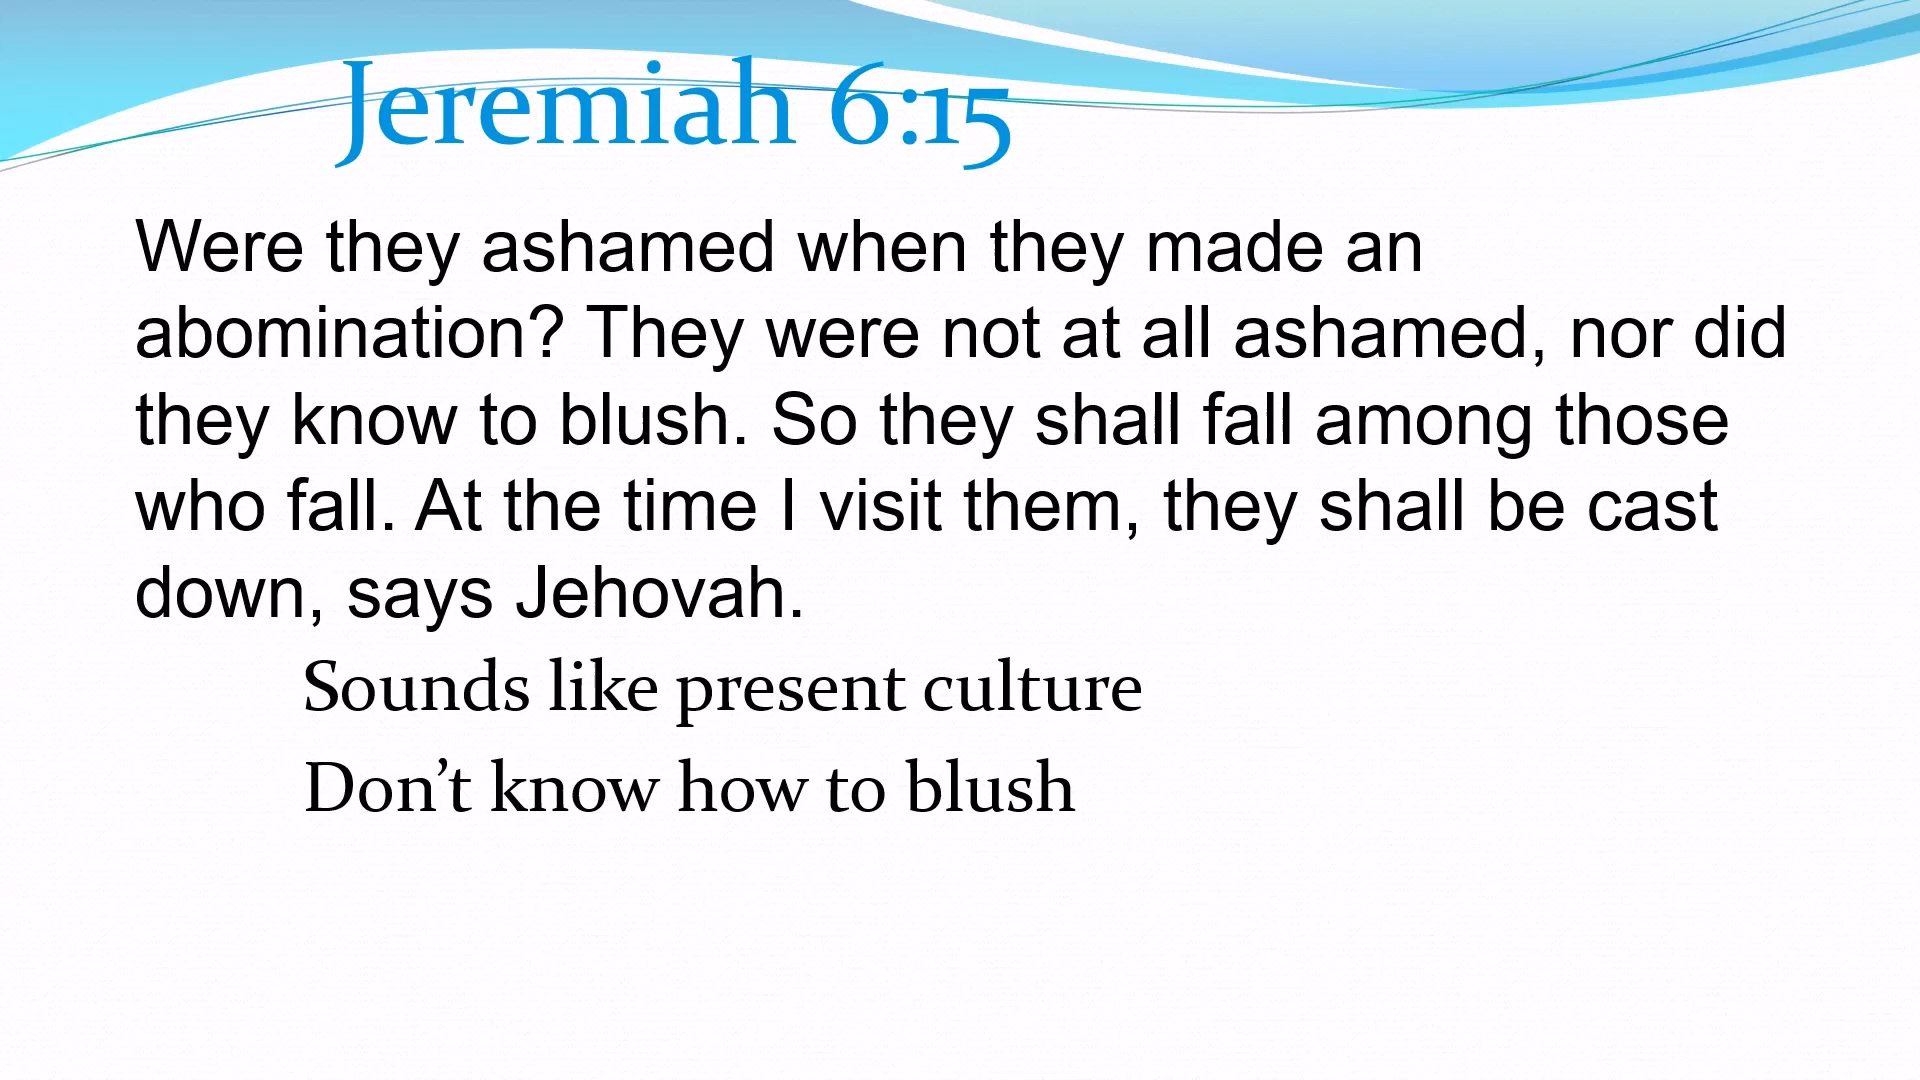 Jeremiah 6:15
Were they ashamed when they made an
abomination? They were not at all ashamed, nor did
they know to blush. So they shall fall among those
who fall. At the time I visit them, they shall be cast
down, says Jehovah.
Sounds like present culture
Don’t know how to blush